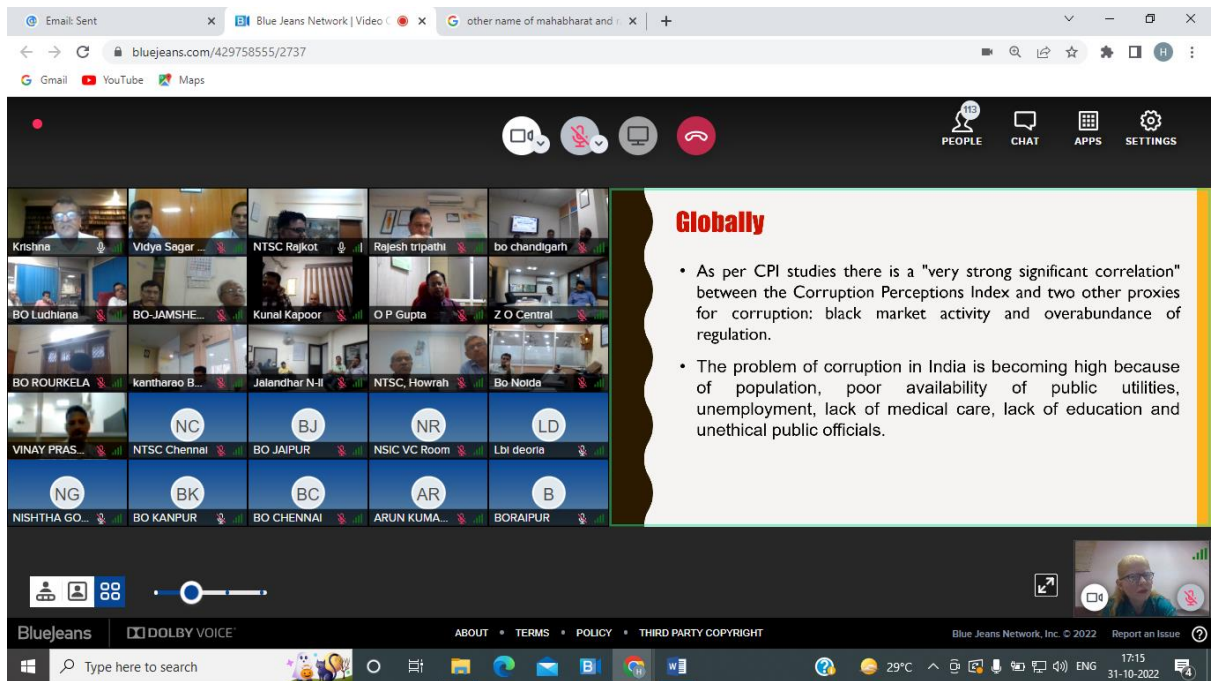 Email: Sent
Blue Jeans Network | Video C
other name of mahabharat and r
bluejeans.com/429758555/2737
H
Gmail
YouTube
Maps
113
PEOPLE
CHAT
APPS
SETTINGS
Krishna
Vidya Sagar ...
NTSC Rajkot
Rajesh tripathi
bo chandigarh
BO Ludhiana
BO-JAMSHE...
Kunal Kapoor
O P Gupta
Z O Central
BO ROURKELA
kantharao B...
Jalandhar N-II
NTSC, Howrah
Bo Noida
VINAY PRAS...
NC
NTSC Chennai
BJ
BO JAIPUR
NR
NSIC VC Room
LD
Lbi deoria
NG
NISHTHA GO...
BK
BO KANPUR
BC
BO CHENNAI
AR
ARUN KUMA...
B
BORAIPUR
Globally
• As per CPI studies there is a "very strong significant correlation"
between the Corruption Perceptions Index and two other proxies
for corruption: black market activity and overabundance of
regulation.
• The problem of corruption in India is becoming high because
of population, poor availability of public utilities,
unemployment, lack of medical care, lack of education and
unethical public officials.
BlueJeans
DOLBY VOICE
ABOUT • TERMS • POLICY • THIRD PARTY COPYRIGHT
Blue Jeans Network, Inc. © 2022
Report an Issue
Type here to search
29°C
ENG
17:15
31-10-2022
4